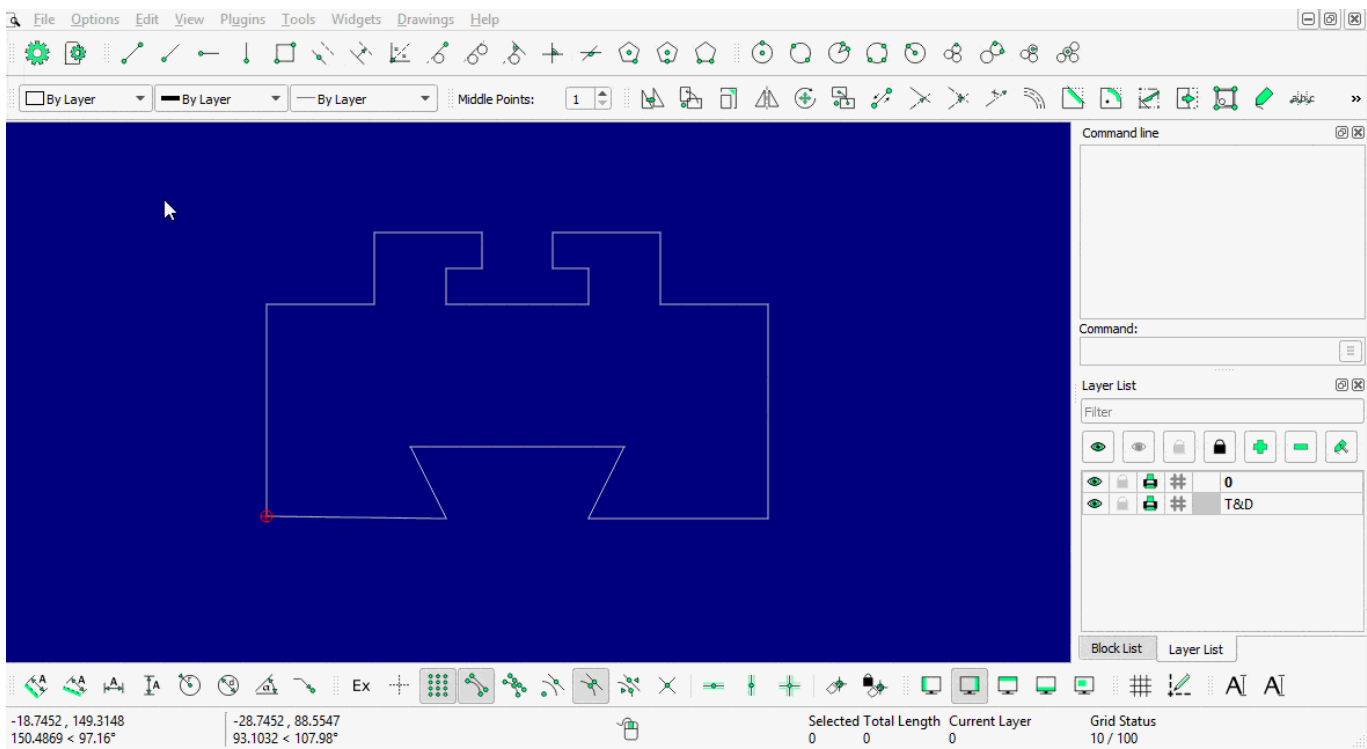 File Options Edit View Plugins Tools Widgets Drawings Help
By Layer By Layer By Layer Middle Points: 1
Command line
Command:
Layer List
Filter
0
T&D
Block List Layer List
Ex
-18.7452 , 149.3148 -28.7452 , 88.5547 Selected Total Length Current Layer Grid Status
150.4869 < 97.16° 93.1032 < 107.98° 0 0 0 10 / 100